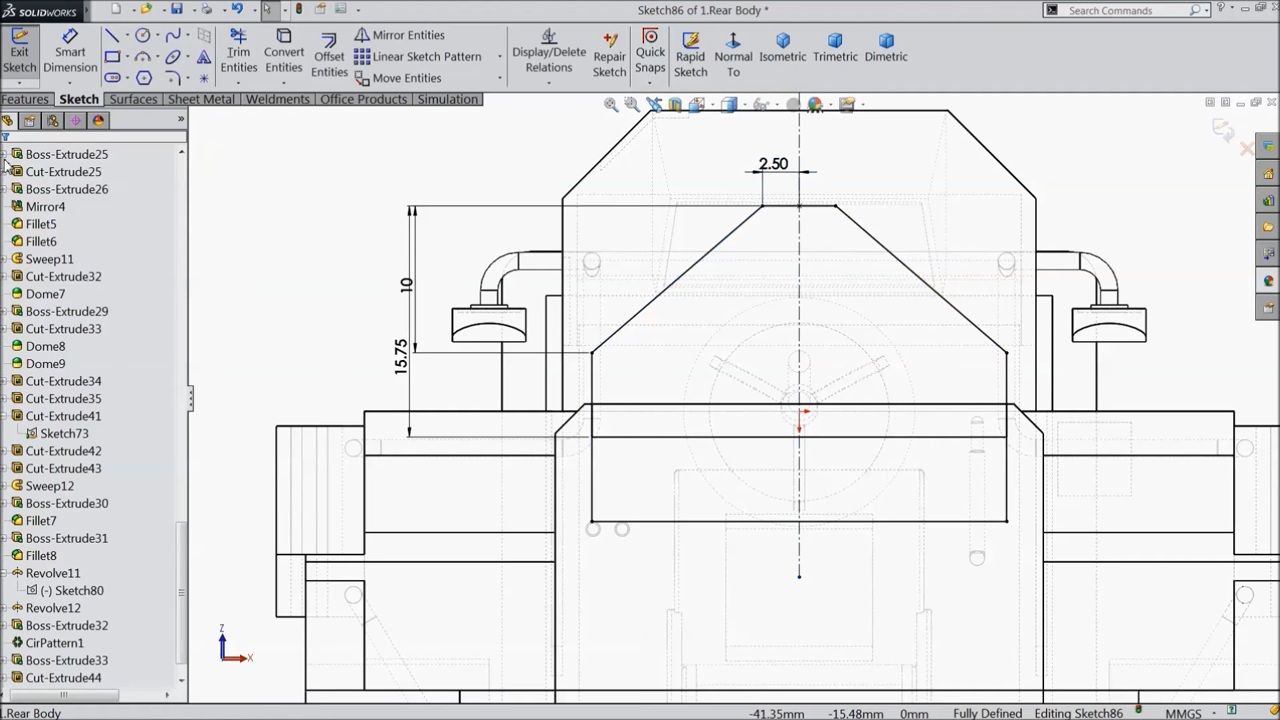 SOLIDWORKS
Sketch86 of 1.Rear Body *
Search Commands
Exit Sketch
Smart Dimension
Trim Entities
Convert Entities
Offset Entities
Mirror Entities
Linear Sketch Pattern
Move Entities
Display/Delete Relations
Repair Sketch
Quick Snaps
Rapid Sketch
Normal To
Isometric
Trimetric
Dimetric
Features
Sketch
Surfaces
Sheet Metal
Weldments
Office Products
Simulation
Boss-Extrude25
Cut-Extrude25
Boss-Extrude26
Mirror4
Fillet5
Fillet6
Sweep11
Cut-Extrude32
Dome7
Boss-Extrude29
Cut-Extrude33
Dome8
Dome9
Cut-Extrude34
Cut-Extrude35
Cut-Extrude41
Sketch73
Cut-Extrude42
Cut-Extrude43
Sweep12
Boss-Extrude30
Fillet7
Boss-Extrude31
Fillet8
Revolve11
(-) Sketch80
Revolve12
Boss-Extrude32
CirPattern1
Boss-Extrude33
Cut-Extrude44
2.50
10
15.75
Z
X
1.Rear Body
-41.35mm
-15.48mm
0mm
Fully Defined
Editing Sketch86
MMGS